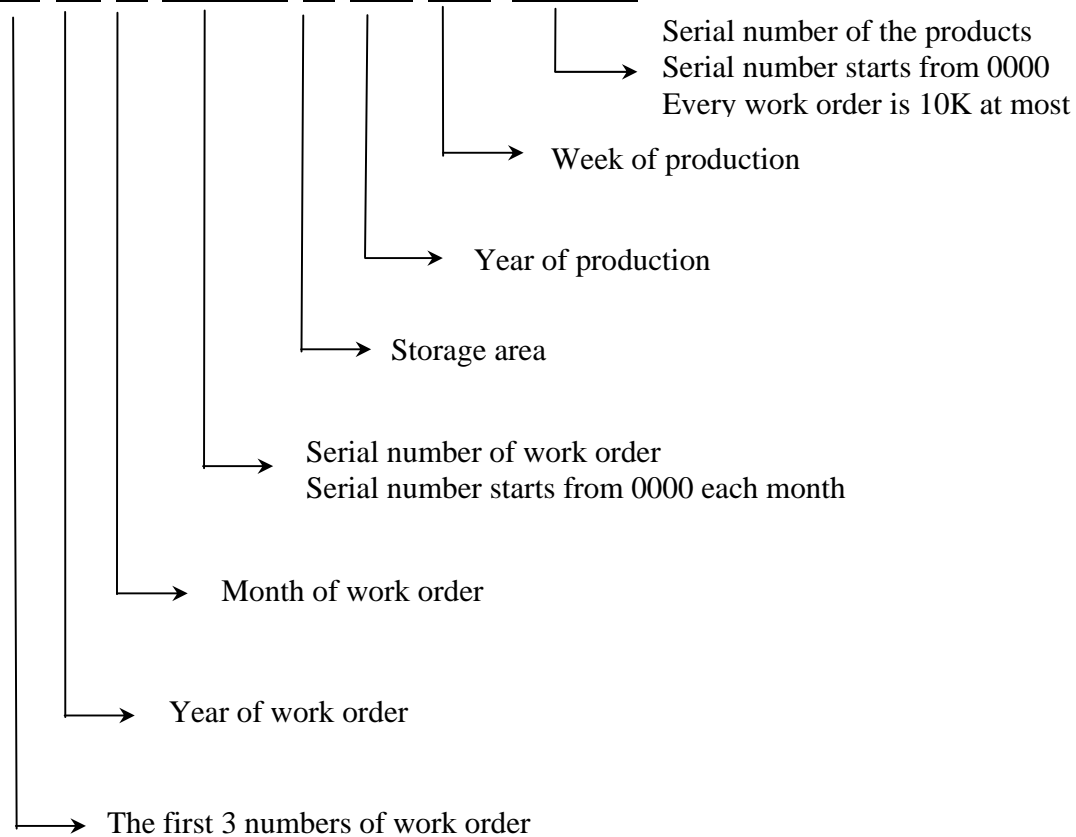 Serial number of the products
Serial number starts from 0000
Every work order is 10K at most
Week of production
Year of production
Storage area
Serial number of work order
Serial number starts from 0000 each month
Month of work order
Year of work order
The first 3 numbers of work order